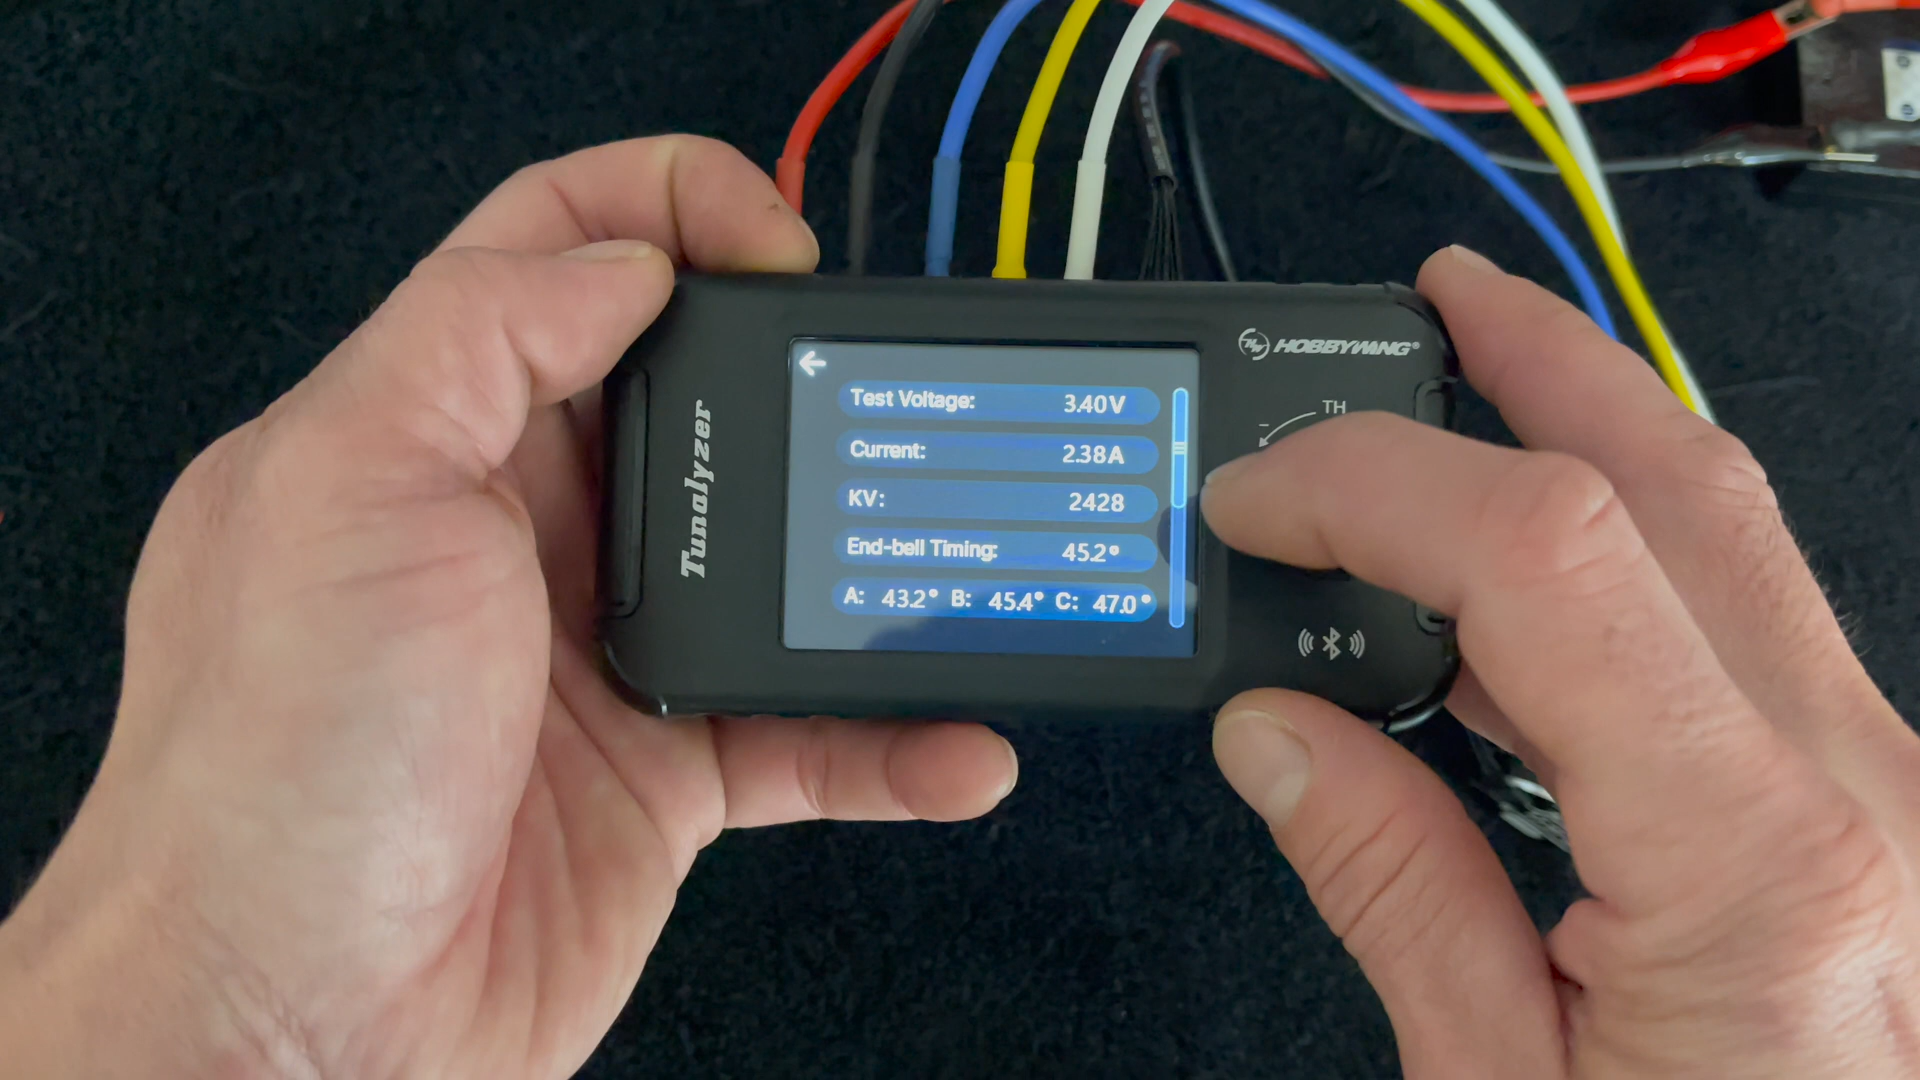 HOBBYWING®
TH
-
Tunalyzer
Test Voltage: 3.40V
Current: 2.38A
KV: 2428
End-bell Timing: 45.2°
A: 43.2° B: 45.4° C: 47.0°